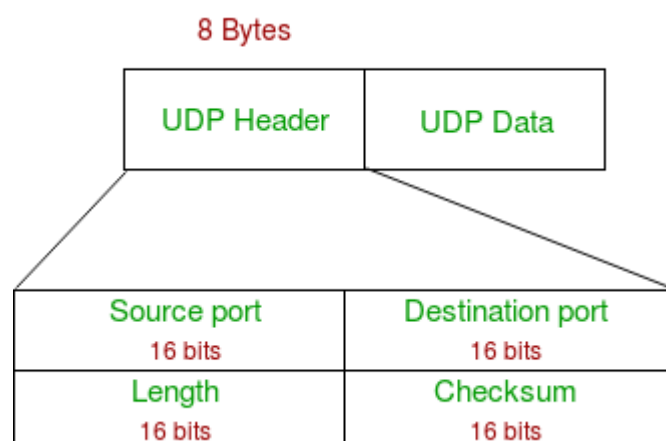 8 Bytes
UDP Header UDP Data
Source port Destination port
16 bits 16 bits
Length Checksum
16 bits 16 bits